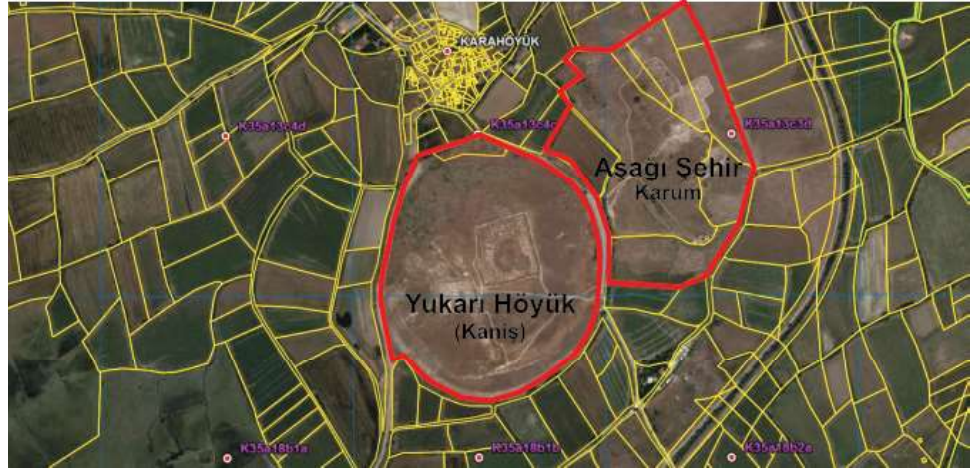 KARAHÖYÜK
K35a13c4d
K35a13c4c
K35a13c3d
Aşağı Şehir
Karum
Yukarı Höyük
(Kaniş)
K35a18b1a
K35a18b1b
K35a18b2a